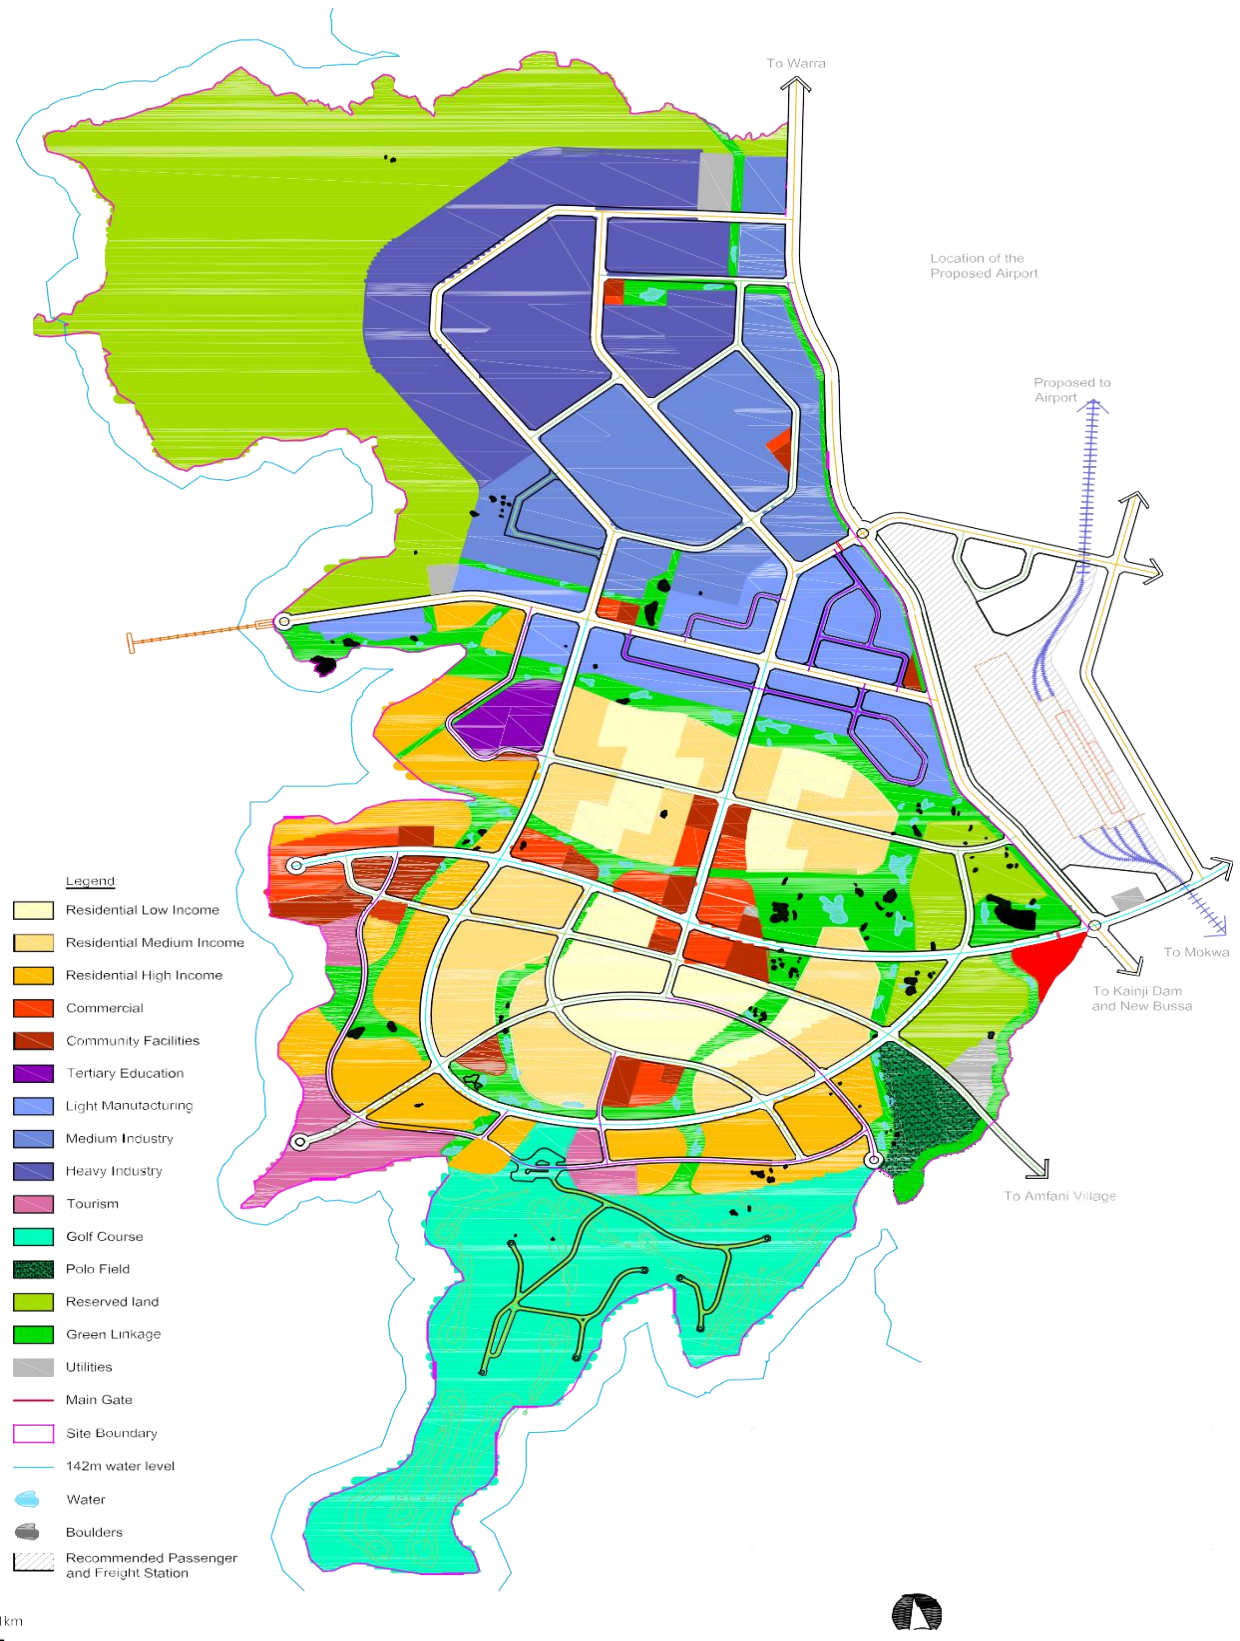 To Warra
Location of the
Proposed Airport
Proposed to
Airport
To Mokwa
To Kainji Dam
and New Bussa
To Amfani Village
Legend
Residential Low Income
Residential Medium Income
Residential High Income
Commercial
Community Facilities
Tertiary Education
Light Manufacturing
Medium Industry
Heavy Industry
Tourism
Golf Course
Polo Field
Reserved land
Green Linkage
Utilities
Main Gate
Site Boundary
142m water level
Water
Boulders
Recommended Passenger
and Freight Station
1km